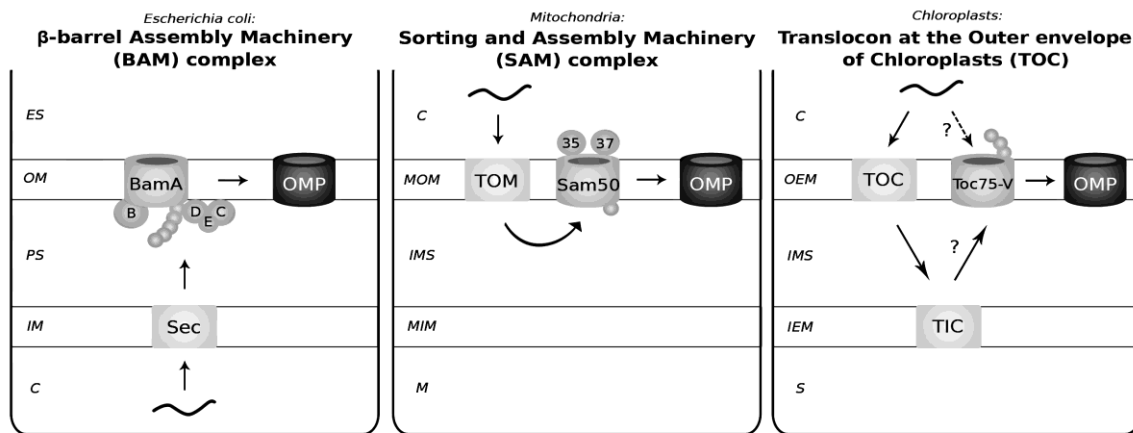 Escherichia coli:
β-barrel Assembly Machinery
(BAM) complex
ES
OM
BamA
OMP
B
D
E
C
PS
IM
Sec
C
Mitochondria:
Sorting and Assembly Machinery
(SAM) complex
C
35
37
MOM
TOM
Sam50
OMP
IMS
MIM
M
Chloroplasts:
Translocon at the Outer envelope
of Chloroplasts (TOC)
C
?
OEM
TOC
Toc75-V
OMP
IMS
?
IEM
TIC
S